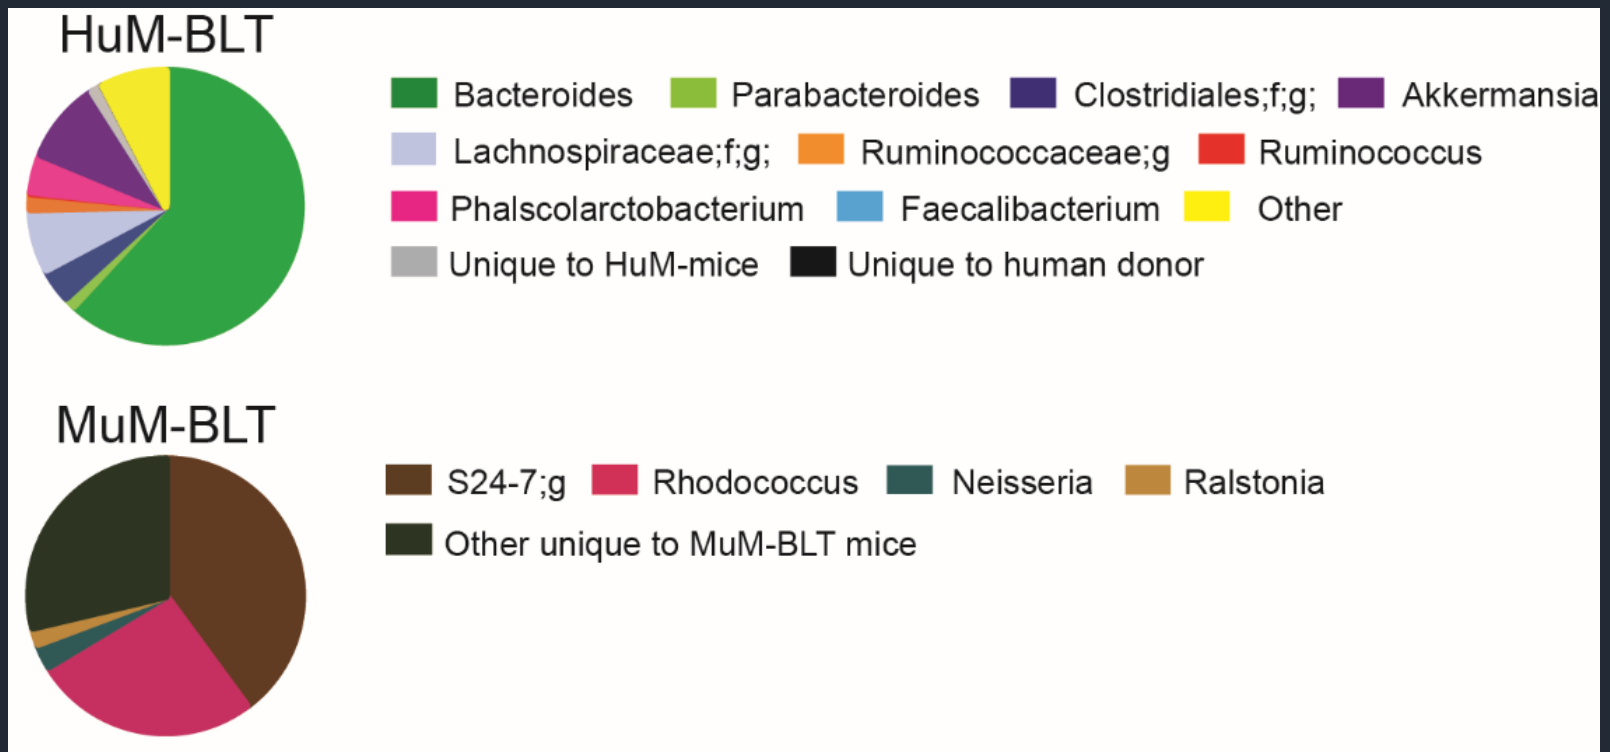 HuM-BLT
Bacteroides Parabacteroides Clostridiales;f;g; Akkermansia
Lachnospiraceae;f;g; Ruminococcaceae;g Ruminococcus
Phalscolarctobacterium Faecalibacterium Other
Unique to HuM-mice Unique to human donor
MuM-BLT
S24-7;g Rhodococcus Neisseria Ralstonia
Other unique to MuM-BLT mice